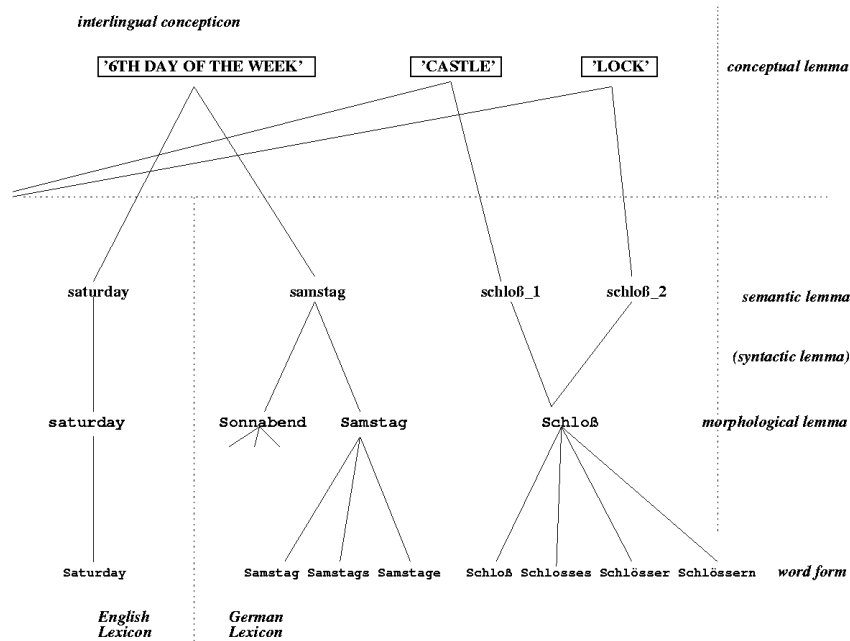 interlingual concepticon
'6TH DAY OF THE WEEK' 'CASTLE' 'LOCK' conceptual lemma
saturday samstag schloß_1 schloß_2 semantic lemma
(syntactic lemma)
saturday Sonnabend Samstag Schloß morphological lemma
Saturday Samstag Samstags Samstage Schloß Schlosses Schlösser Schlössern word form
English German
Lexicon Lexicon